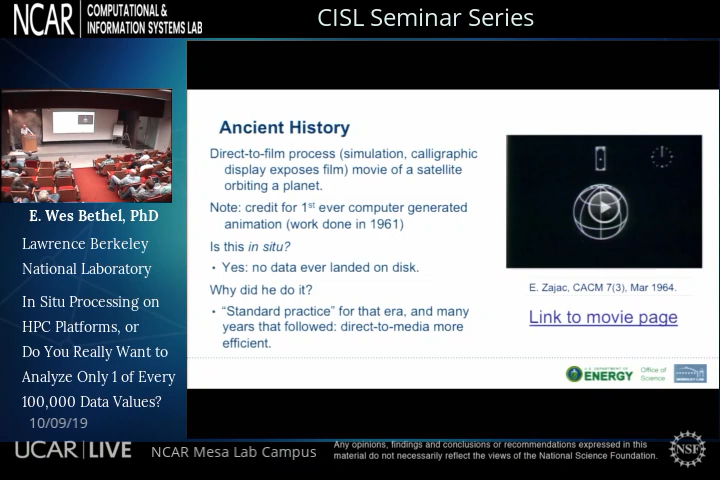 NCAR
COMPUTATIONAL &
INFORMATION SYSTEMS LAB
CISL Seminar Series
E. Wes Bethel, PhD
Lawrence Berkeley
National Laboratory
In Situ Processing on
HPC Platforms, or
Do You Really Want to
Analyze Only 1 of Every
100,000 Data Values?
10/09/19
Ancient History
Direct-to-film process (simulation, calligraphic
display exposes film) movie of a satellite
orbiting a planet.
Note: credit for 1st ever computer generated
animation (work done in 1961)
Is this in situ?
• Yes: no data ever landed on disk.
Why did he do it?
• “Standard practice” for that era, and many
years that followed: direct-to-media more
efficient.
E. Zajac, CACM 7(3), Mar 1964.
Link to movie page
U.S. DEPARTMENT OF
ENERGY
Office of
Science
UCAR LIVE
NCAR Mesa Lab Campus
Any opinions, findings and conclusions or recommendations expressed in this
material do not necessarily reflect the views of the National Science Foundation.
NSF